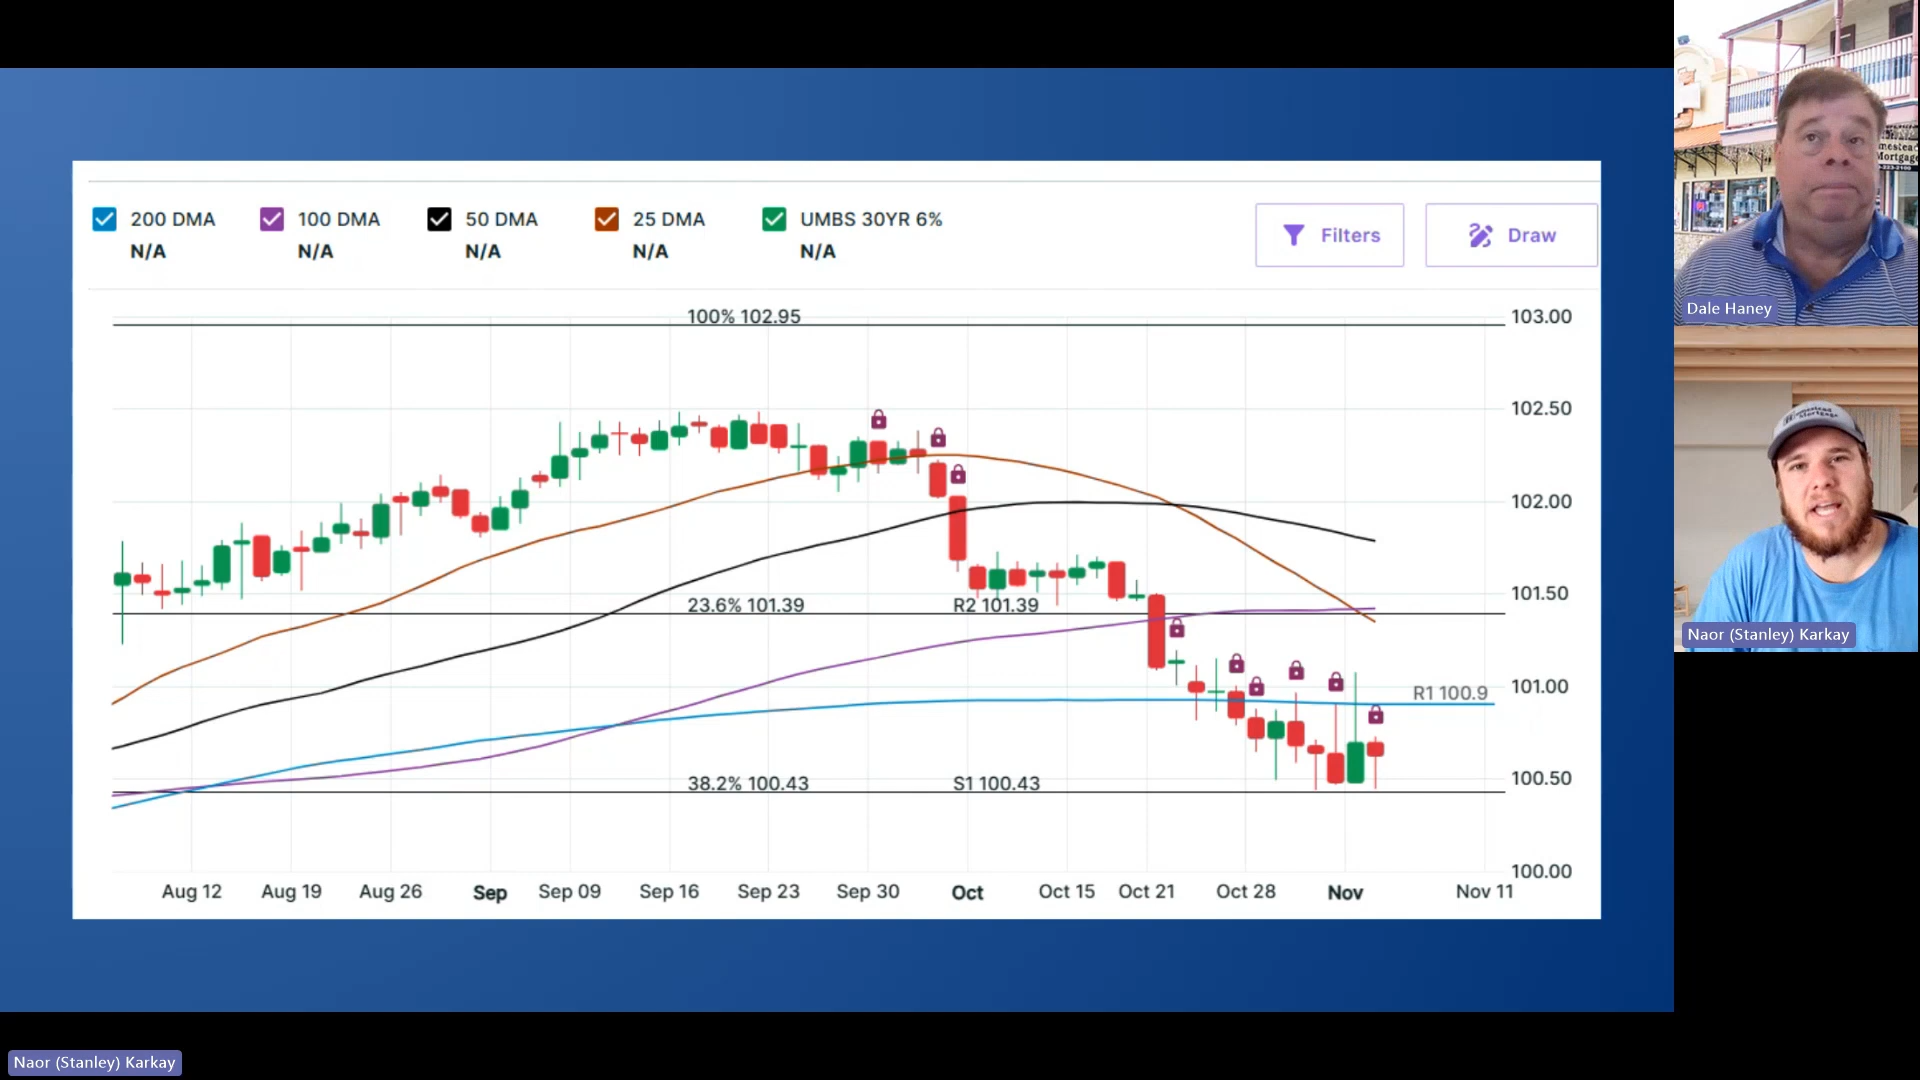 200 DMA
N/A
100 DMA
N/A
50 DMA
N/A
25 DMA
N/A
UMBS 30YR 6%
N/A
Filters
Draw
100% 102.95
23.6% 101.39
R2 101.39
38.2% 100.43
S1 100.43
R1 100.9
103.00
102.50
102.00
101.50
101.00
100.50
100.00
Aug 12 Aug 19 Aug 26 Sep Sep 09 Sep 16 Sep 23 Sep 30 Oct Oct 15 Oct 21 Oct 28 Nov Nov 11
Mortgage
Dale Haney
Mortgage
Naor (Stanley) Karkay
Naor (Stanley) Karkay